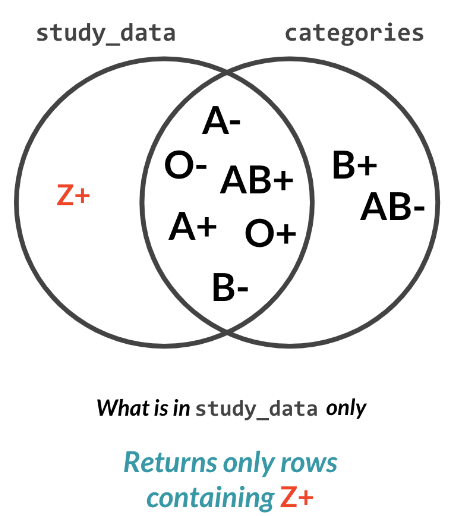 study_data
categories
A-
O-
AB+
B+
Z+
AB-
A+
O+
B-
What is in study_data only
Returns only rows
containing Z+